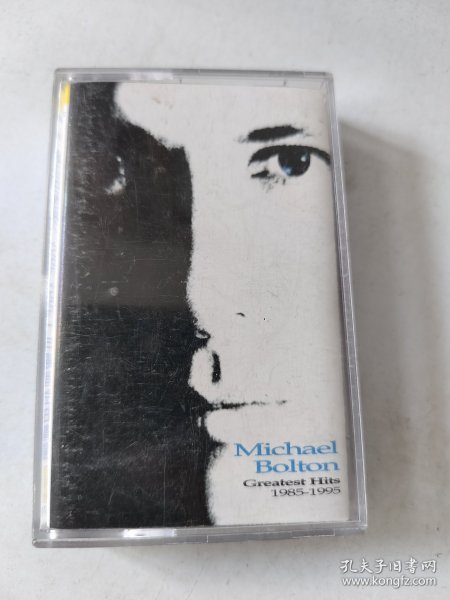 Michael
Bolton
Greatest Hits
1985-1995
孔夫子旧书网
www.kongfz.com